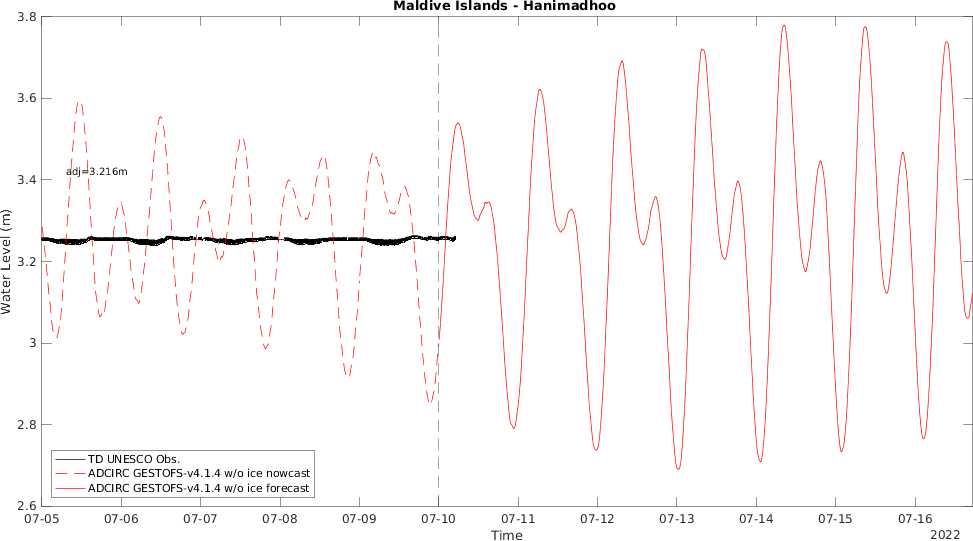 Maldive Islands - Hanimadhoo
Water Level (m)
3.8
3.6
3.4
3.2
3
2.8
2.6
adj=3.216m
TD UNESCO Obs.
ADCIRC GESTOFS-v4.1.4 w/o ice nowcast
ADCIRC GESTOFS-v4.1.4 w/o ice forecast
07-05 07-06 07-07 07-08 07-09 07-10 07-11 07-12 07-13 07-14 07-15 07-16
Time
2022